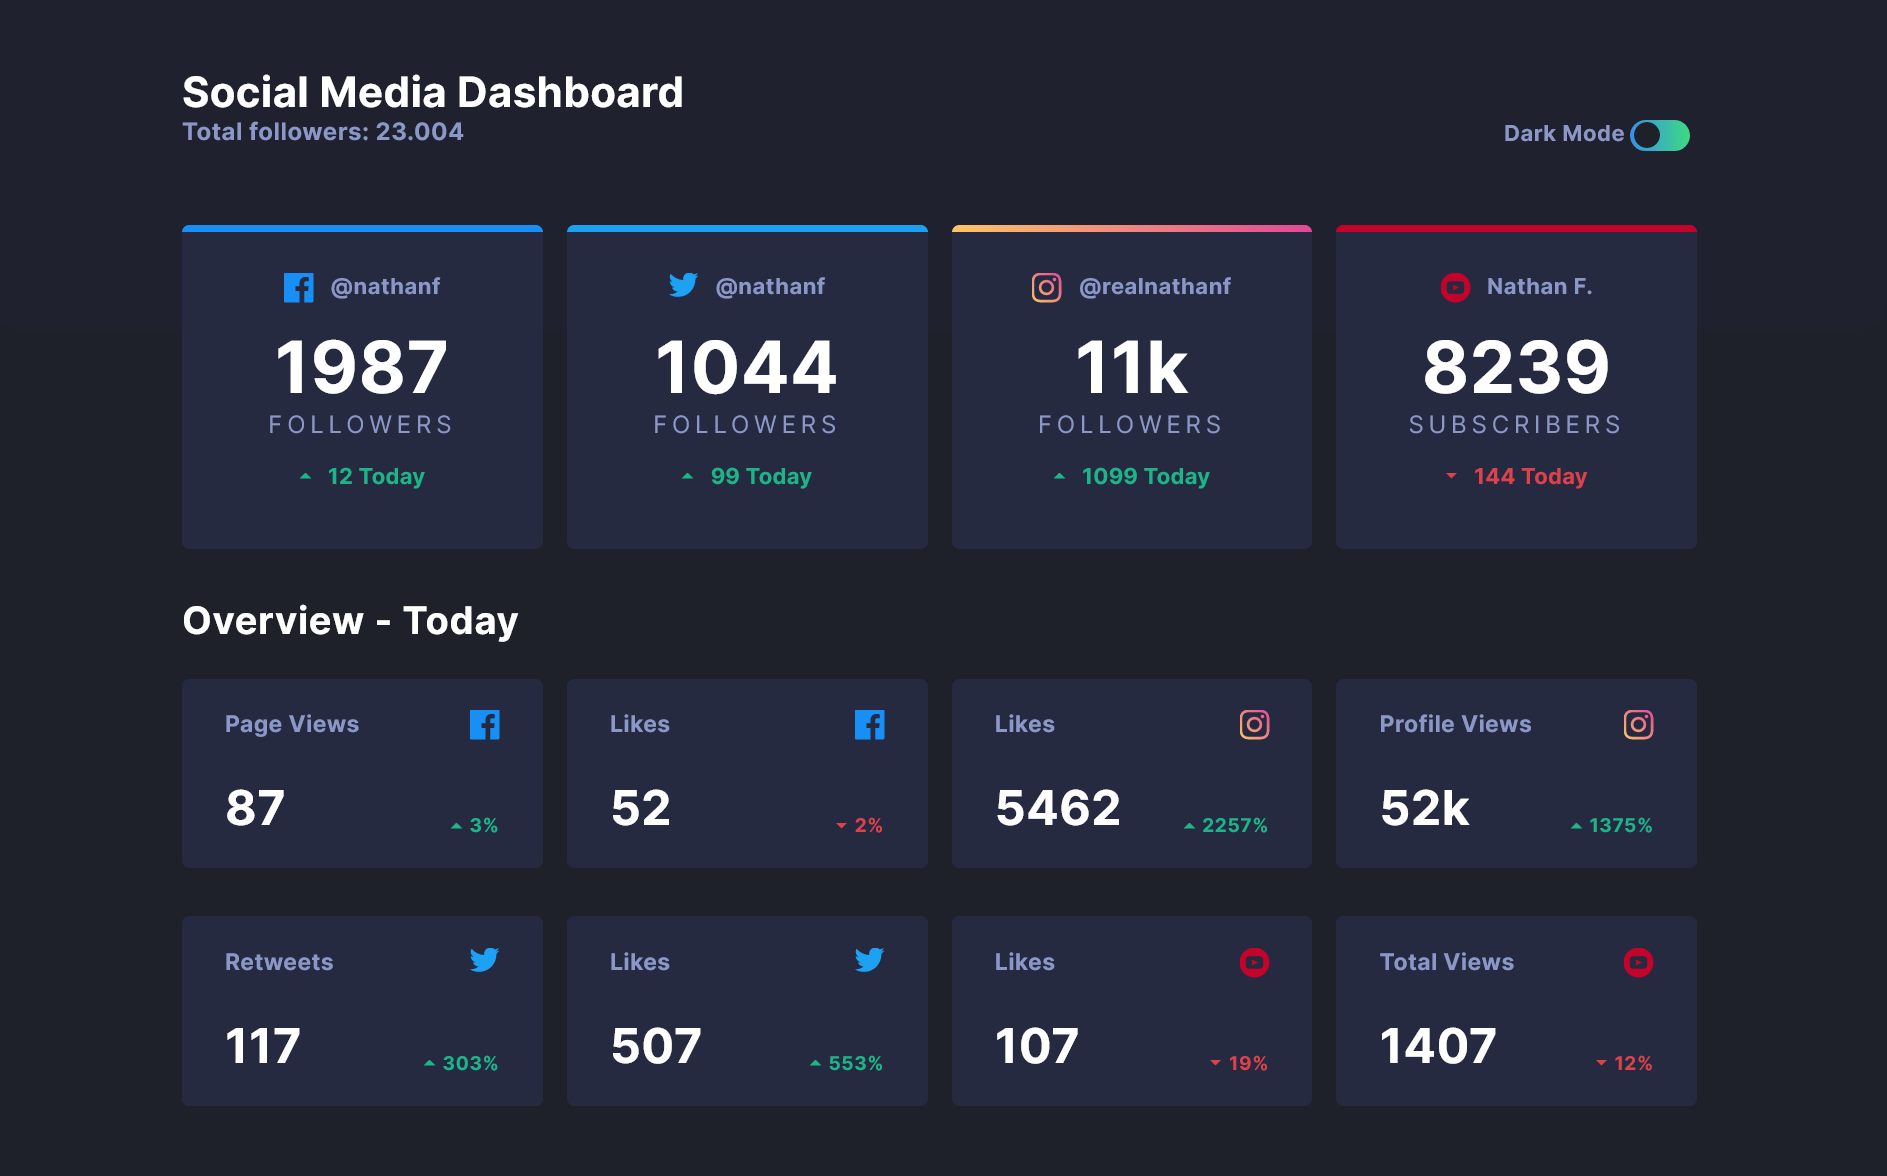 Social Media Dashboard
Total followers: 23.004
Dark Mode
@nathanf
1987
FOLLOWERS
12 Today
@nathanf
1044
FOLLOWERS
99 Today
@realnathanf
11k
FOLLOWERS
1099 Today
Nathan F.
8239
SUBSCRIBERS
144 Today
Overview - Today
Page Views
87
3%
Likes
52
2%
Likes
5462
2257%
Profile Views
52k
1375%
Retweets
117
303%
Likes
507
553%
Likes
107
19%
Total Views
1407
12%